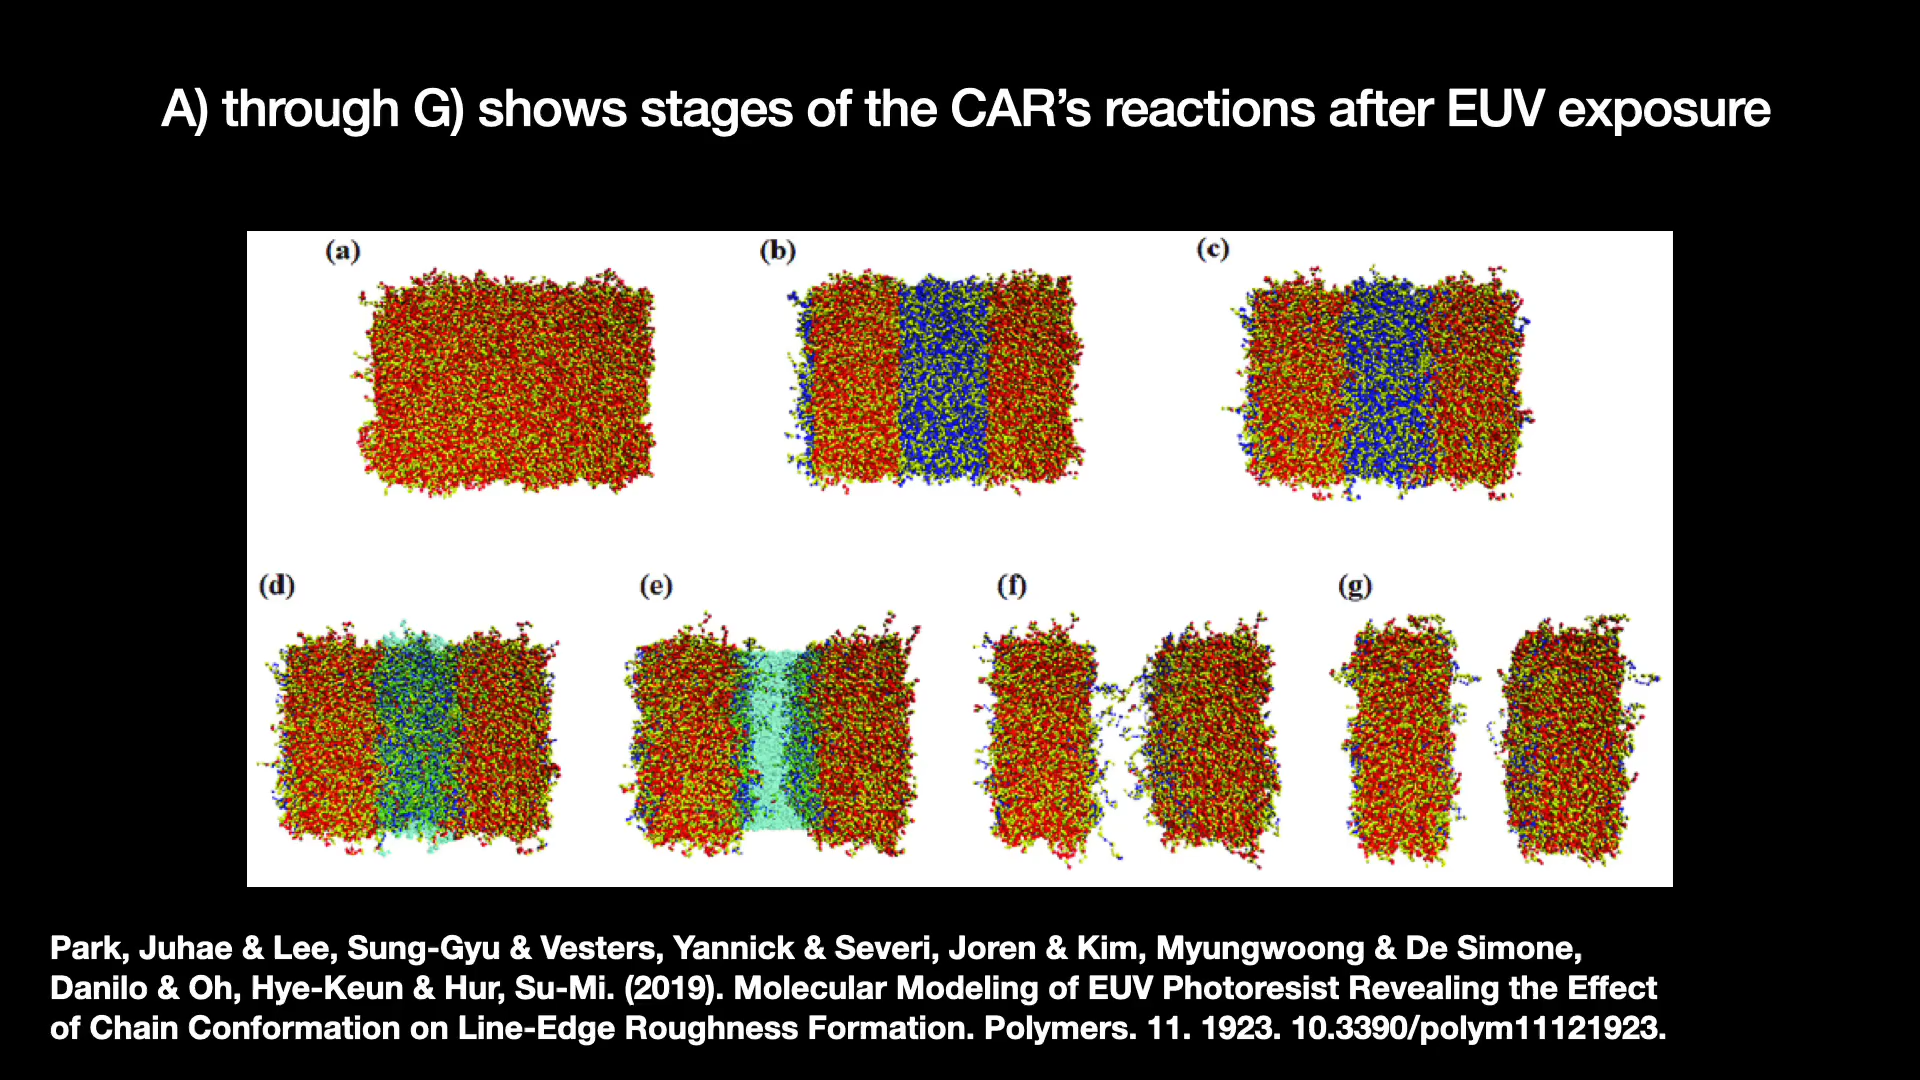 A) through G) shows stages of the CAR’s reactions after EUV exposure
(a)
(b)
(c)
(d)
(e)
(f)
(g)
Park, Juhae & Lee, Sung-Gyu & Vesters, Yannick & Severi, Joren & Kim, Myungwoong & De Simone,
Danilo & Oh, Hye-Keun & Hur, Su-Mi. (2019). Molecular Modeling of EUV Photoresist Revealing the Effect
of Chain Conformation on Line-Edge Roughness Formation. Polymers. 11. 1923. 10.3390/polym11121923.